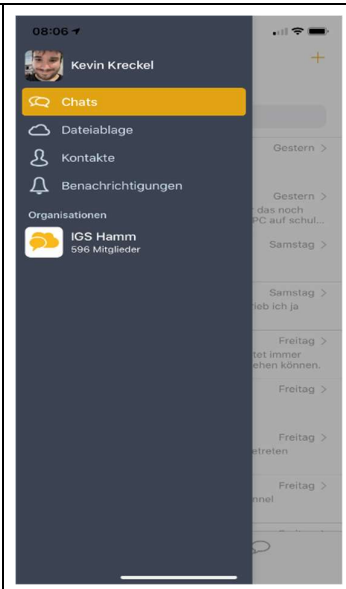 08:06
Kevin Kreckel
Chats
Dateiablage
Kontakte
Benachrichtigungen
Organisationen
IGS Hamm
596 Mitglieder
+
Gestern >
Gestern >
das noch
PC auf schul...
Samstag >
Samstag >
ieb ich ja
Freitag >
tet immer
ehen können.
Freitag >
Freitag >
etreten
Freitag >
nnel